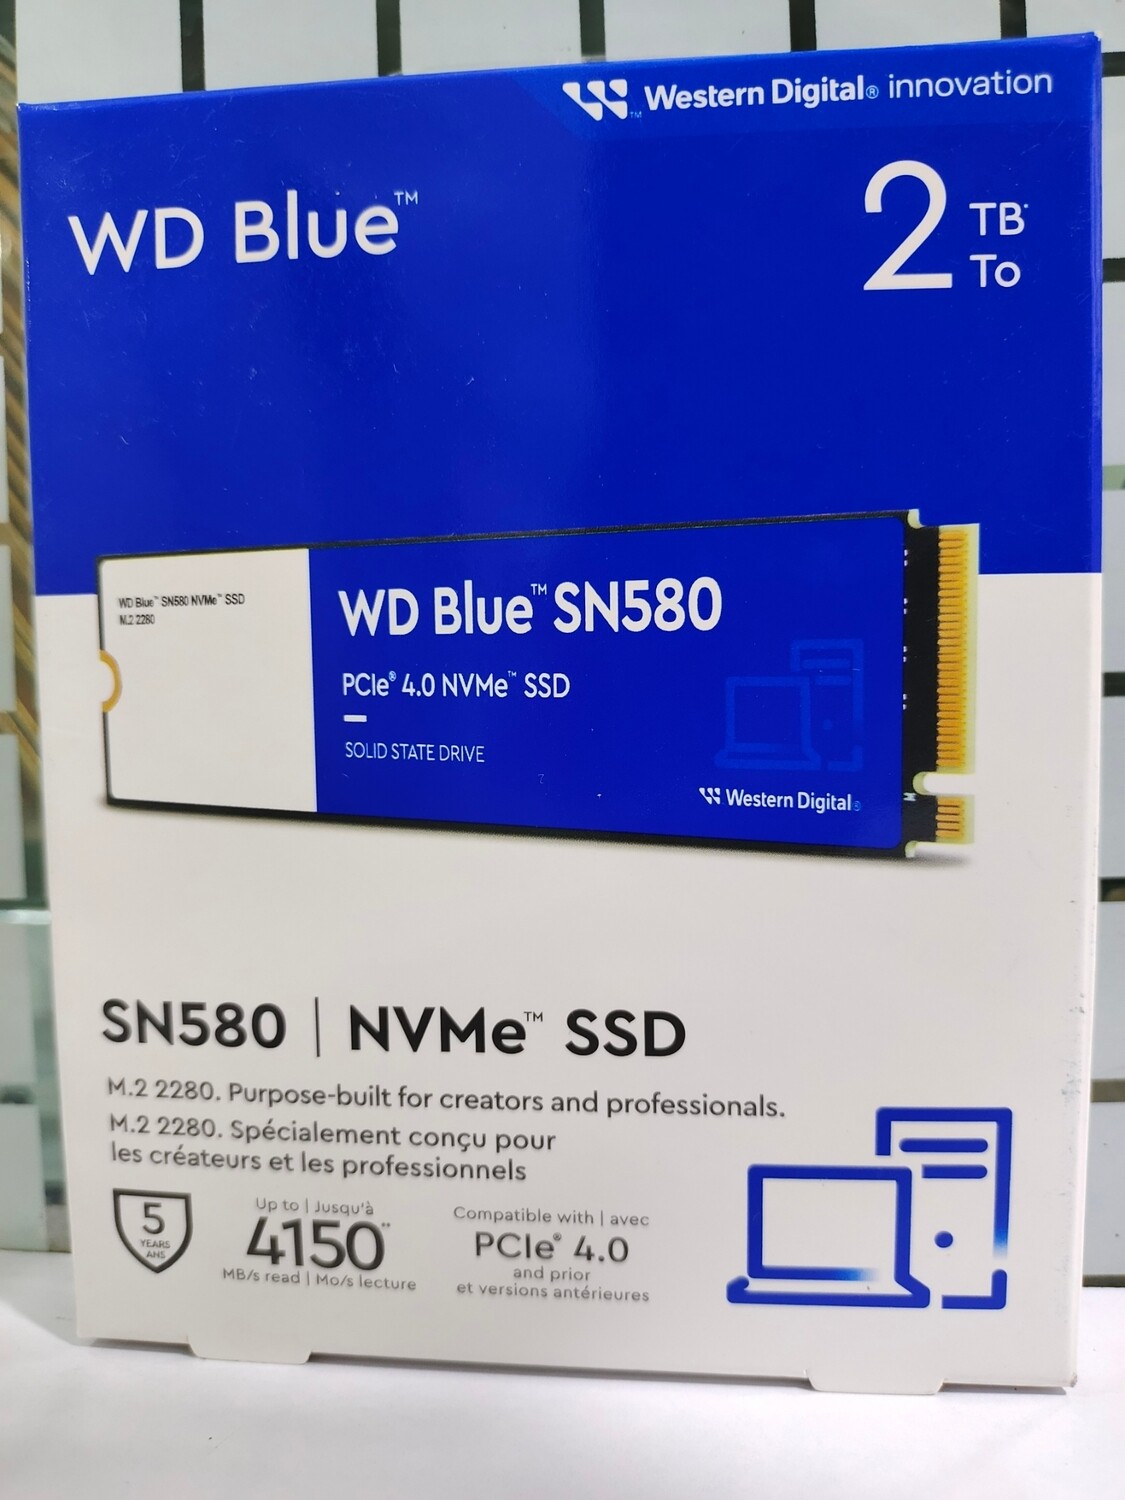 Western Digital® innovation
WD Blue™
2 TB*
To
WD Blue™ SN580 NVMe™ SSD
M.2 2280
WD Blue™ SN580
PCIe® 4.0 NVMe™ SSD
SOLID STATE DRIVE
Western Digital®
SN580 | NVMe™ SSD
M.2 2280. Purpose-built for creators and professionals.
M.2 2280. Spécialement conçu pour
les créateurs et les professionnels
5
YEARS
ANS
Up to | Jusqu'à
4150**
MB/s read | Mo/s lecture
Compatible with | avec
PCIe® 4.0
and prior
et versions antérieures